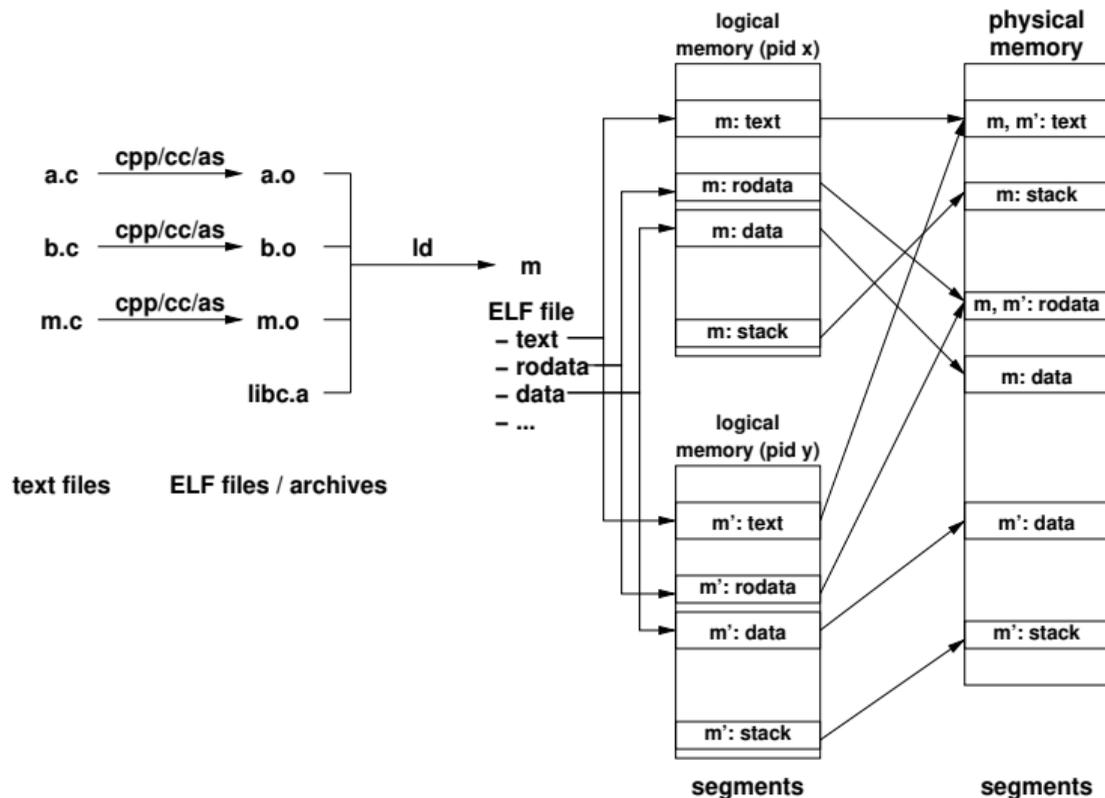 logical
memory (pid x)
physical
memory
m: text
m, m’: text
cpp/cc/as
a.c
a.o
m: rodata
m: stack
cpp/cc/as
b.c
b.o
ld
m: data
m
cpp/cc/as
m.c
m.o
ELF file
– text
– rodata
– data
– ...
m: stack
m, m’: rodata
libc.a
m: data
logical
memory (pid y)
text files
ELF files / archives
m’: text
m’: data
m’: rodata
m’: data
m’: stack
m’: stack
segments
segments